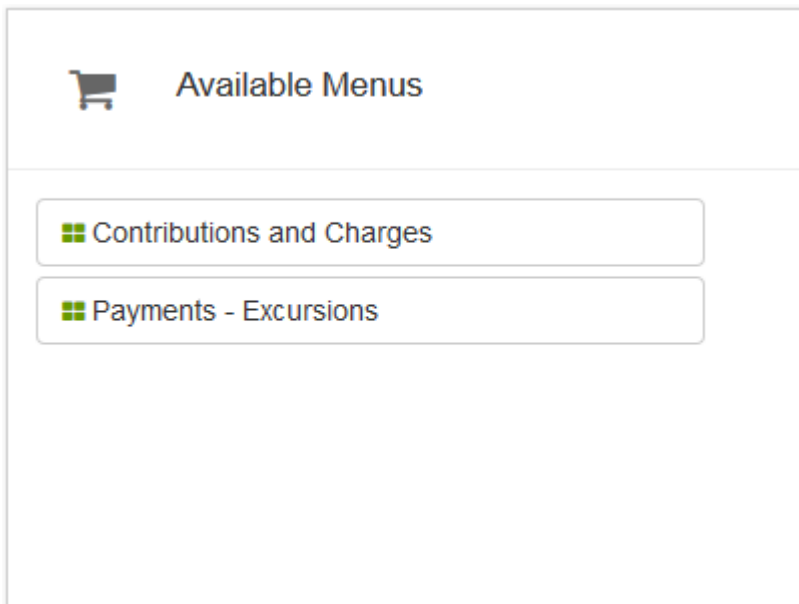 Available Menus
Contributions and Charges
Payments - Excursions